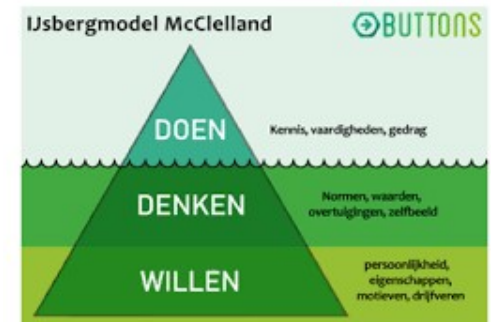 IJsbergmodel McClelland
BUTTONS
DOEN
Kennis, vaardigheden, gedrag
DENKEN
Normen, waarden,
overtuigingen, zelfbeeld
WILLEN
persoonlijkheid,
eigenschappen,
motieven, drijfveren